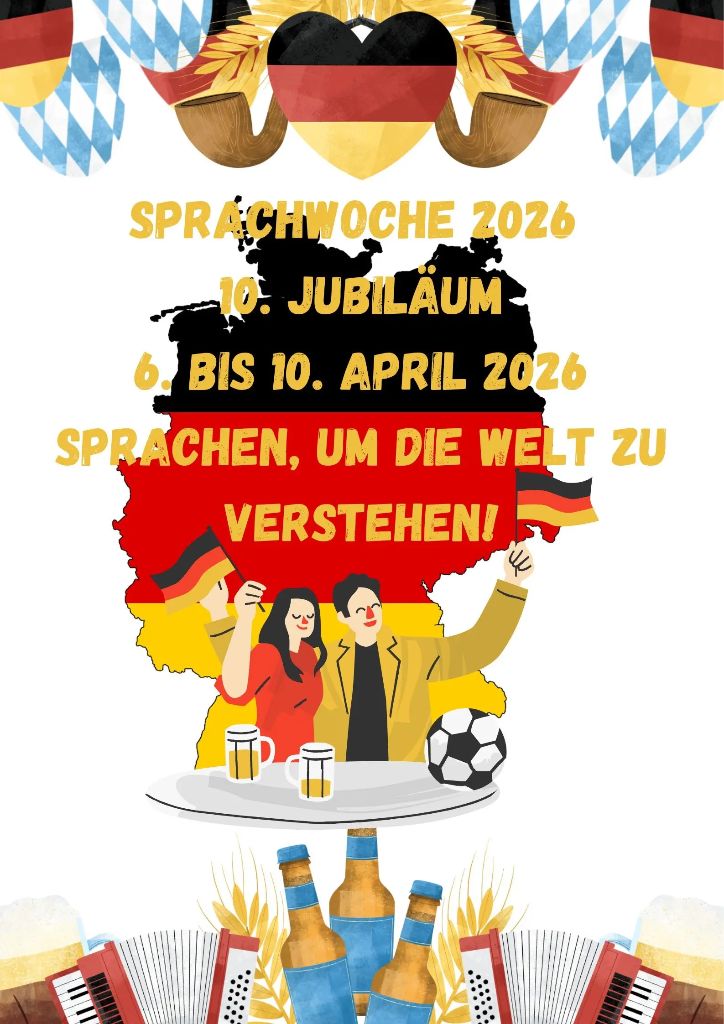 SPRACHWOCHE 2026
10. JUBILÄUM
6. BIS 10. APRIL 2026
SPRACHEN, UM DIE WELT ZU
VERSTEHEN!